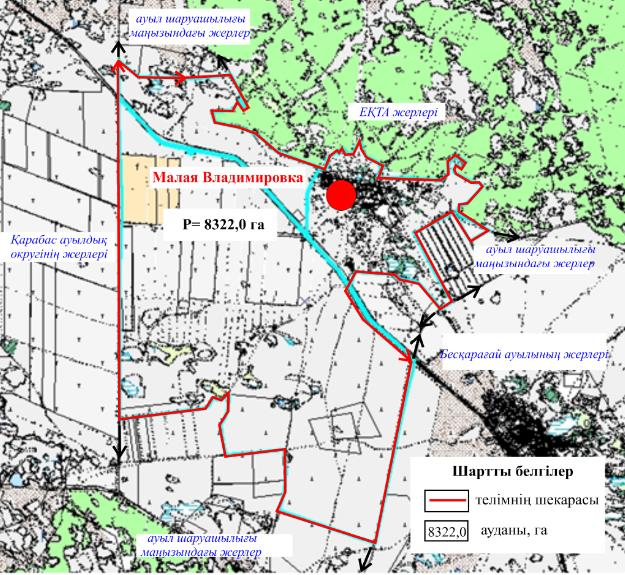 ауыл шаруашылығы
маңызындағы жерлер
ЕҚТА жерлері
Малая Владимировка
Р= 8322,0 га
Қарабас ауылдық
округінің жерлері
ауыл шаруашылығы
маңызындағы жерлер
Бесқарағай ауылының жерлері
Шартты белгілер
телімнің шекарасы
8322,0 ауданы, га
ауыл шаруашылығы
маңызындағы жерлер